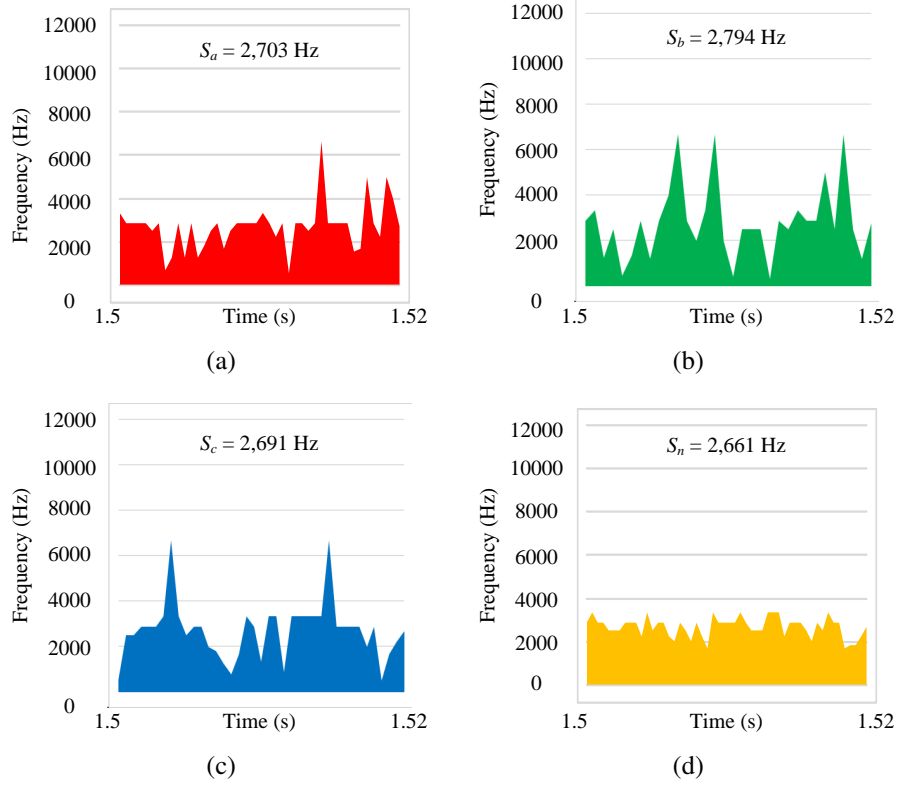 12000
10000
8000
6000
4000
2000
0
Frequency (Hz)
Sₐ = 2,703 Hz
1.5
Time (s)
1.52
(a)
12000
10000
8000
6000
4000
2000
0
Frequency (Hz)
S_b = 2,794 Hz
1.5
Time (s)
1.52
(b)
12000
10000
8000
6000
4000
2000
0
Frequency (Hz)
S_c = 2,691 Hz
1.5
Time (s)
1.52
(c)
12000
10000
8000
6000
4000
2000
0
Frequency (Hz)
Sₙ = 2,661 Hz
1.5
Time (s)
1.52
(d)